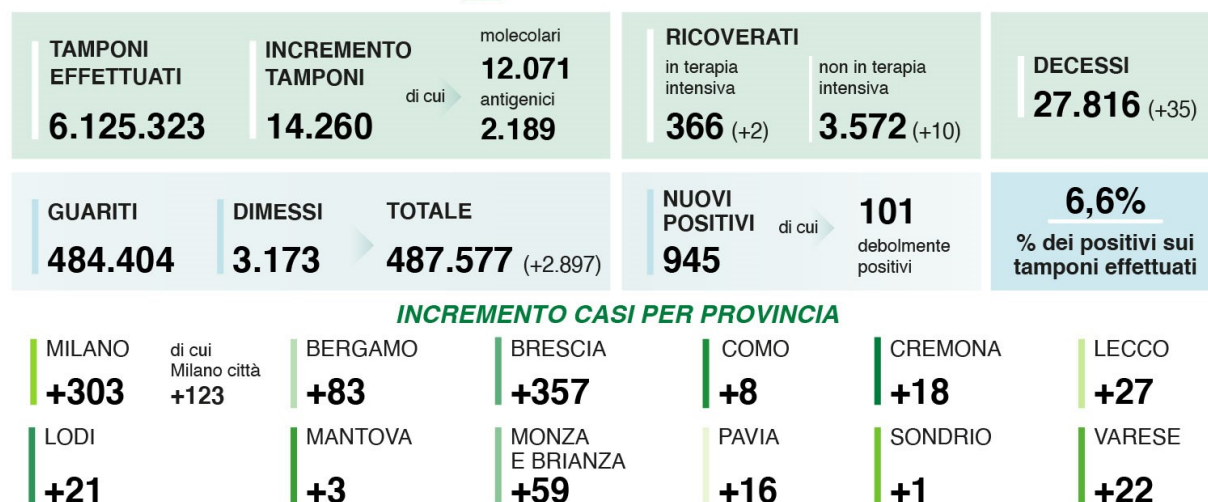 TAMPONI
EFFETTUATI
6.125.323
INCREMENTO
TAMPONI
14.260
di cui
molecolari
12.071
antigenici
2.189
RICOVERATI
in terapia
intensiva
366 (+2)
non in terapia
intensiva
3.572 (+10)
DECESSI
27.816 (+35)
GUARITI
484.404
DIMESSI
3.173
TOTALE
487.577 (+2.897)
NUOVI
POSITIVI
945
di cui
101
debolmente
positivi
6,6%
% dei positivi sui
tamponi effettuati
INCREMENTO CASI PER PROVINCIA
MILANO
+303
di cui
Milano città
+123
BERGAMO
+83
BRESCIA
+357
COMO
+8
CREMONA
+18
LECCO
+27
LODI
+21
MANTOVA
+3
MONZA
E BRIANZA
+59
PAVIA
+16
SONDRIO
+1
VARESE
+22